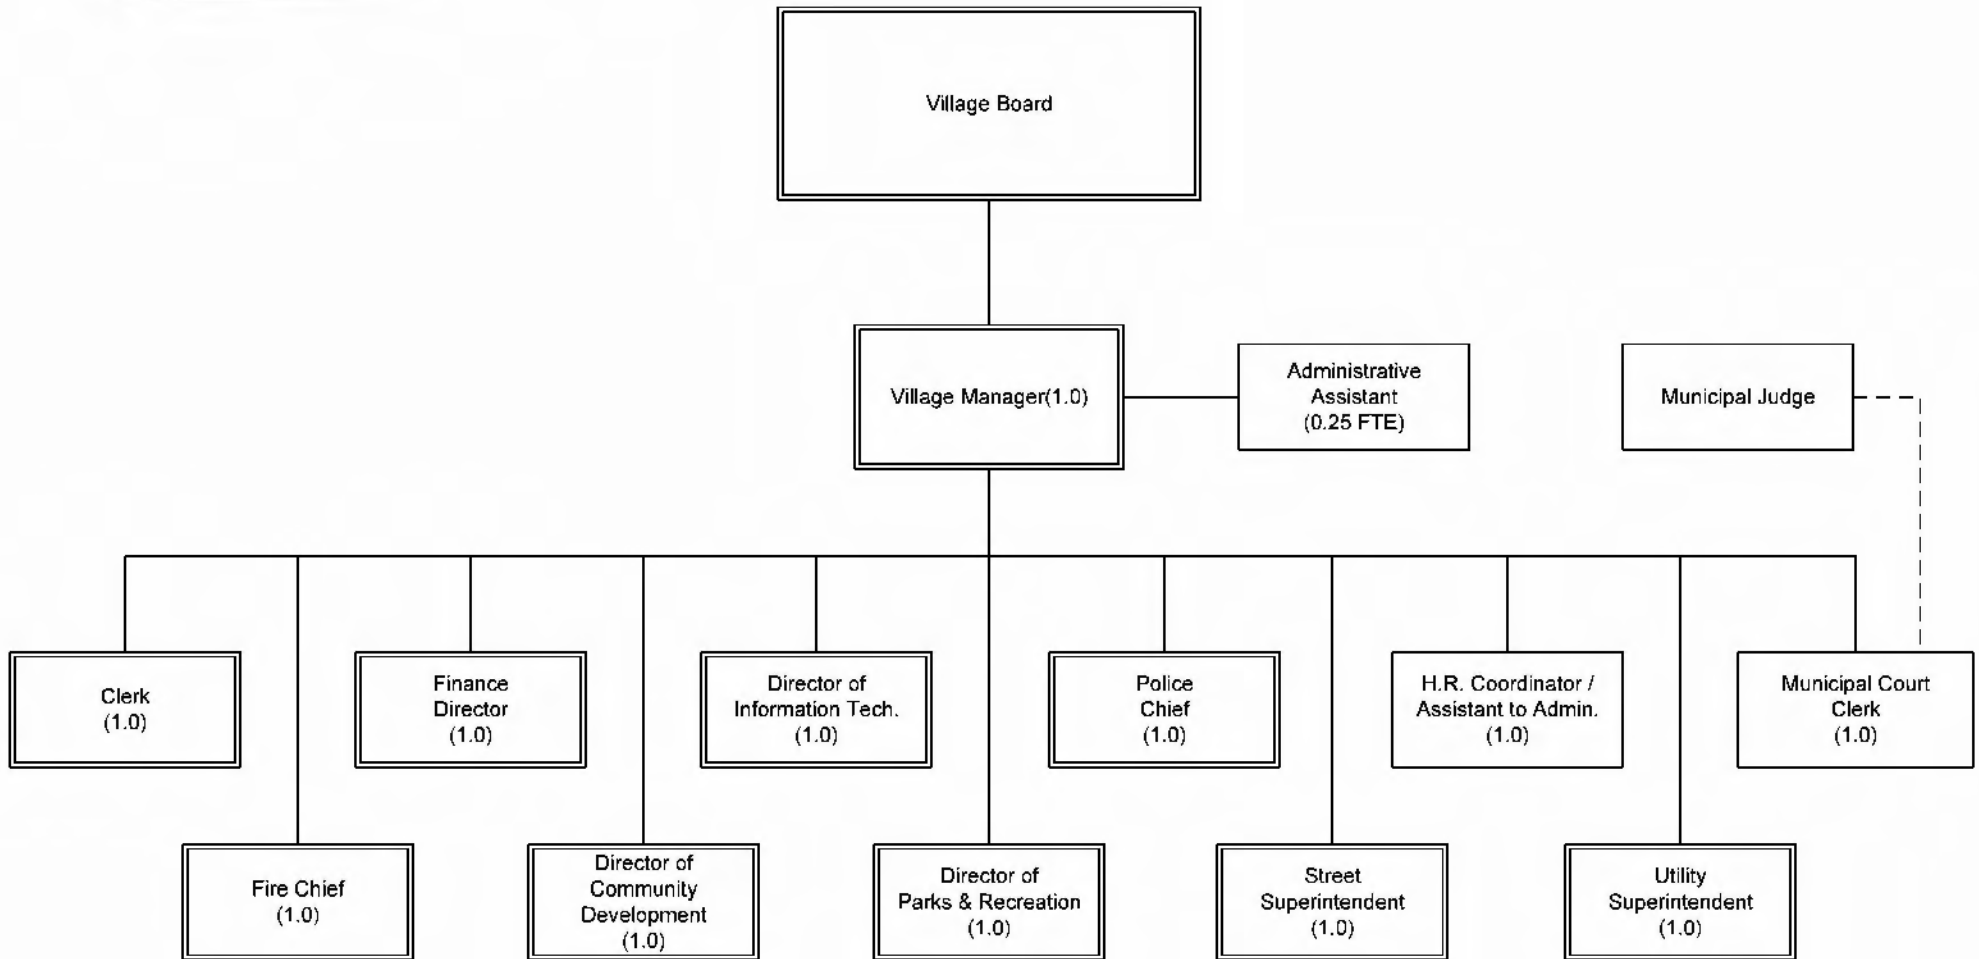 Village Board
Village Manager(1.0)
Administrative
Assistant
(0.25 FTE)
Municipal Judge
Clerk
(1.0)
Finance
Director
(1.0)
Director of
Information Tech.
(1.0)
Police
Chief
(1.0)
H.R. Coordinator /
Assistant to Admin.
(1.0)
Municipal Court
Clerk
(1.0)
Fire Chief
(1.0)
Director of
Community
Development
(1.0)
Director of
Parks & Recreation
(1.0)
Street
Superintendent
(1.0)
Utility
Superintendent
(1.0)